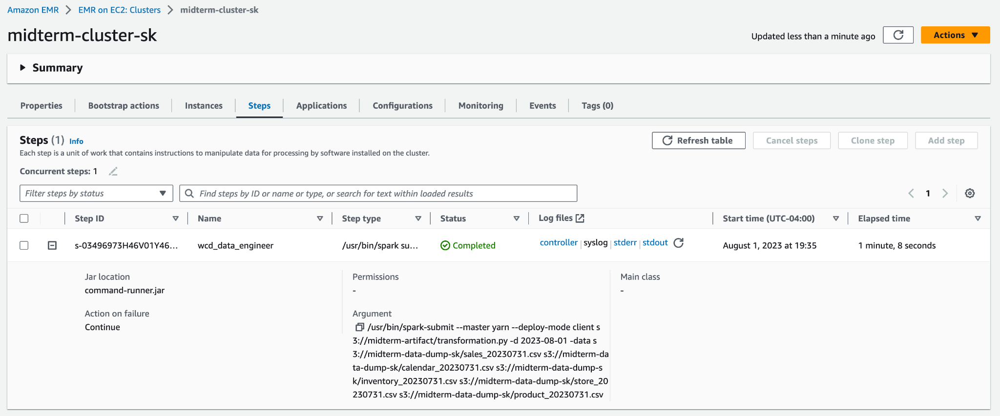 Amazon EMR > EMR on EC2: Clusters > midterm-cluster-sk
midterm-cluster-sk
Updated less than a minute ago
Actions
Summary
Properties
Bootstrap actions
Instances
Steps
Applications
Configurations
Monitoring
Events
Tags (0)
Steps (1) Info
Refresh table
Cancel steps
Clone step
Add step
Each step is a unit of work that contains instructions to manipulate data for processing by software installed on the cluster.
Concurrent steps: 1
Filter steps by status
Find steps by ID or name or type, or search for text within loaded results
1
Step ID
Name
Step type
Status
Log files
Start time (UTC-04:00)
Elapsed time
s-03496973H46V01Y46...
wcd_data_engineer
/usr/bin/spark su...
Completed
controller | syslog | stderr | stdout
August 1, 2023 at 19:35
1 minute, 8 seconds
Jar location
command-runner.jar
Action on failure
Continue
Permissions
-
Argument
/usr/bin/spark-submit --master yarn --deploy-mode client s
3://midterm-artifact/transformation.py -d 2023-08-01 -data s
3://midterm-data-dump-sk/sales_20230731.csv s3://midterm-da
ta-dump-sk/calendar_20230731.csv s3://midterm-data-dump-s
k/inventory_20230731.csv s3://midterm-data-dump-sk/store_20
230731.csv s3://midterm-data-dump-sk/product_20230731.csv
Main class
-